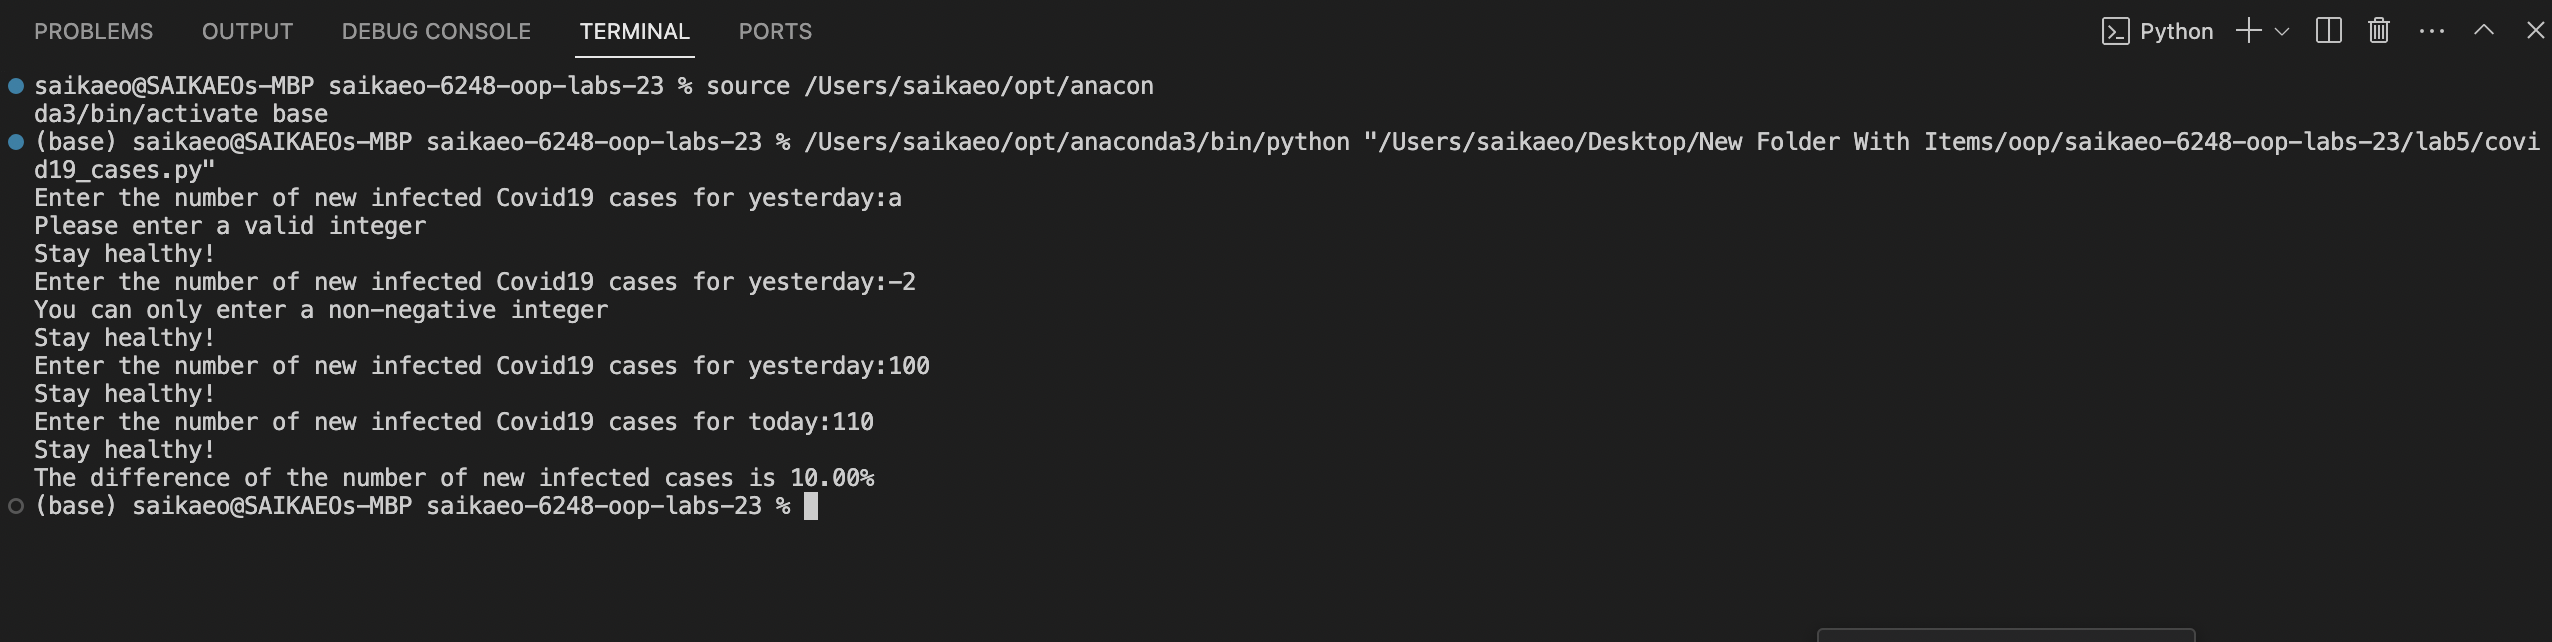 PROBLEMS OUTPUT DEBUG CONSOLE TERMINAL PORTS Python
saikaeo@SAIKAEOs-MBP saikaeo-6248-oop-labs-23 % source /Users/saikaeo/opt/anacon
da3/bin/activate base
(base) saikaeo@SAIKAEOs-MBP saikaeo-6248-oop-labs-23 % /Users/saikaeo/opt/anaconda3/bin/python "/Users/saikaeo/Desktop/New Folder With Items/oop/saikaeo-6248-oop-labs-23/lab5/covi
d19_cases.py"
Enter the number of new infected Covid19 cases for yesterday:a
Please enter a valid integer
Stay healthy!
Enter the number of new infected Covid19 cases for yesterday:-2
You can only enter a non-negative integer
Stay healthy!
Enter the number of new infected Covid19 cases for yesterday:100
Stay healthy!
Enter the number of new infected Covid19 cases for today:110
Stay healthy!
The difference of the number of new infected cases is 10.00%
(base) saikaeo@SAIKAEOs-MBP saikaeo-6248-oop-labs-23 %